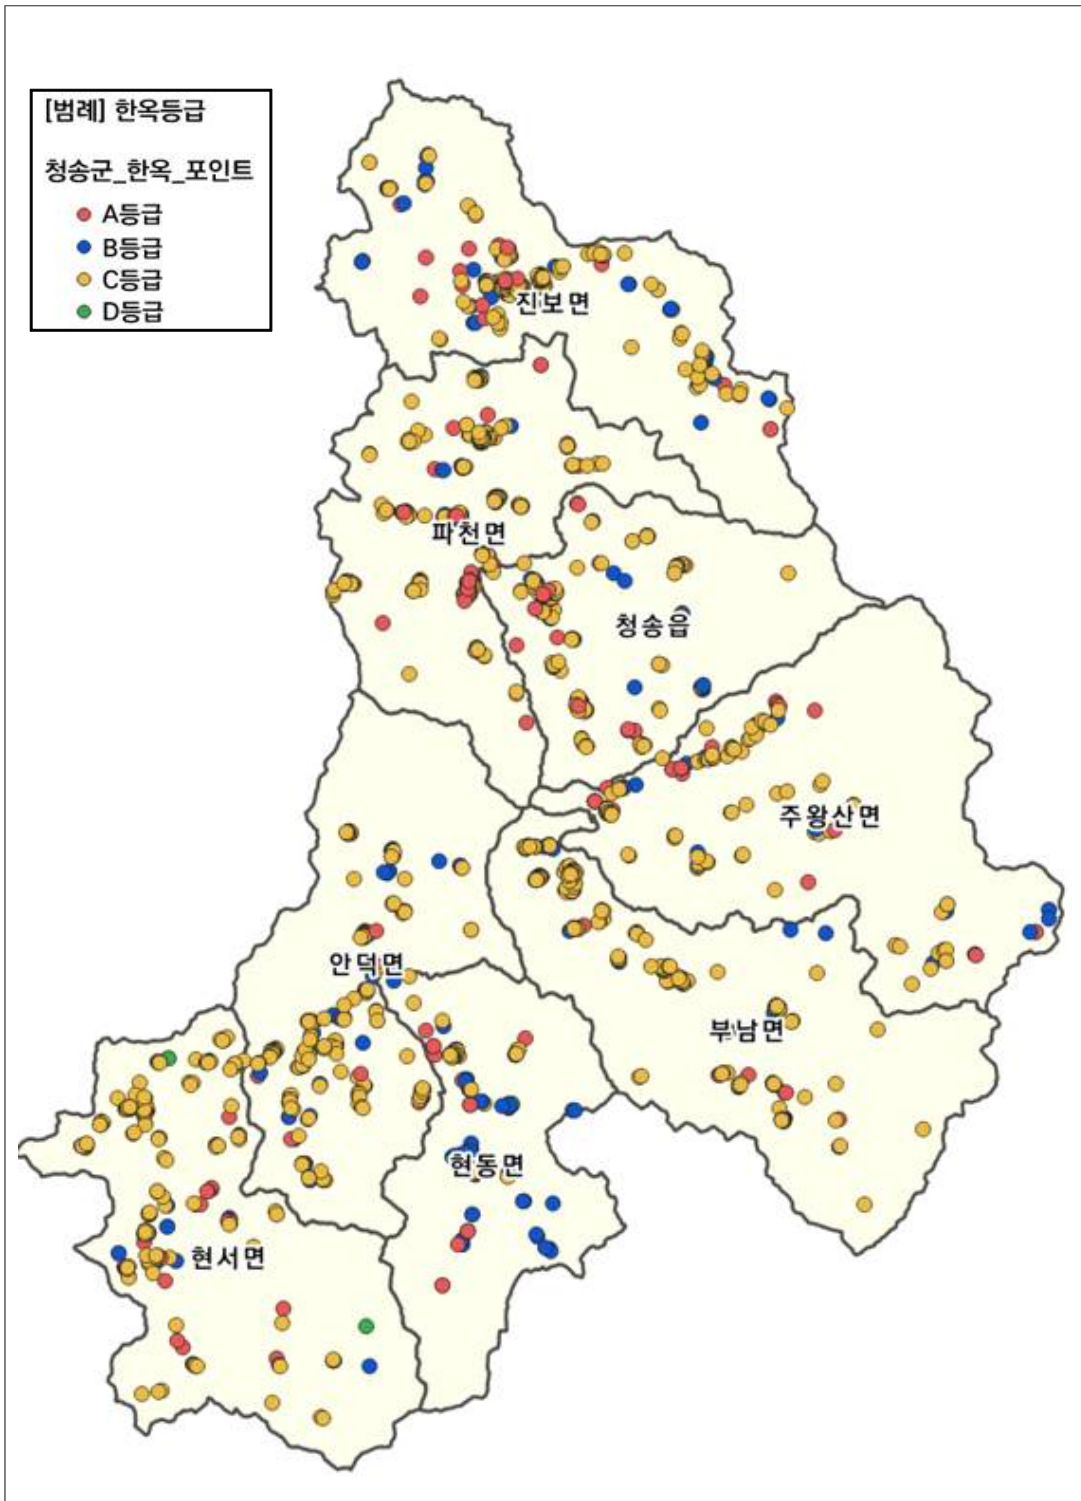 [범례] 한옥등급
청송군_한옥_포인트
A등급
B등급
C등급
D등급
진보면
파천면
청송읍
주왕산면
안덕면
부남면
현동면
현서면